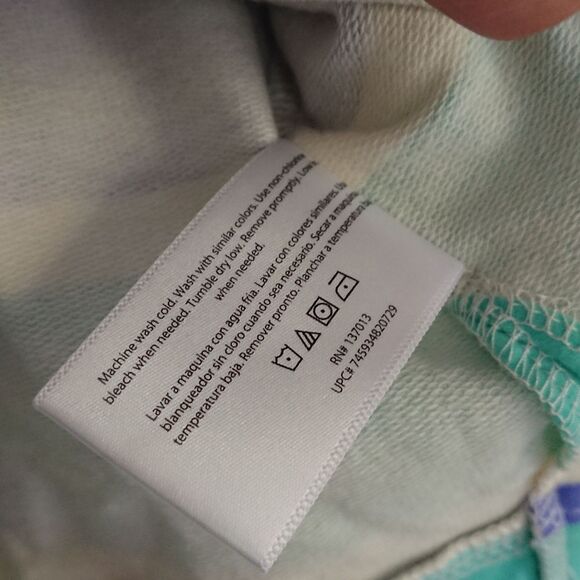 Machine wash cold. Wash with similar colors. Use non-chlorine
bleach when needed. Tumble dry low. Remove promptly. Low
when needed.
Lavar a maquina con agua fría. Lavar con colores similares.
blanqueador sin cloro cuando sea necesario. Secar a maquina
temperatura baja. Remover pronto. Planchar a temperatura
RN# 137013
UPC# 745934820729